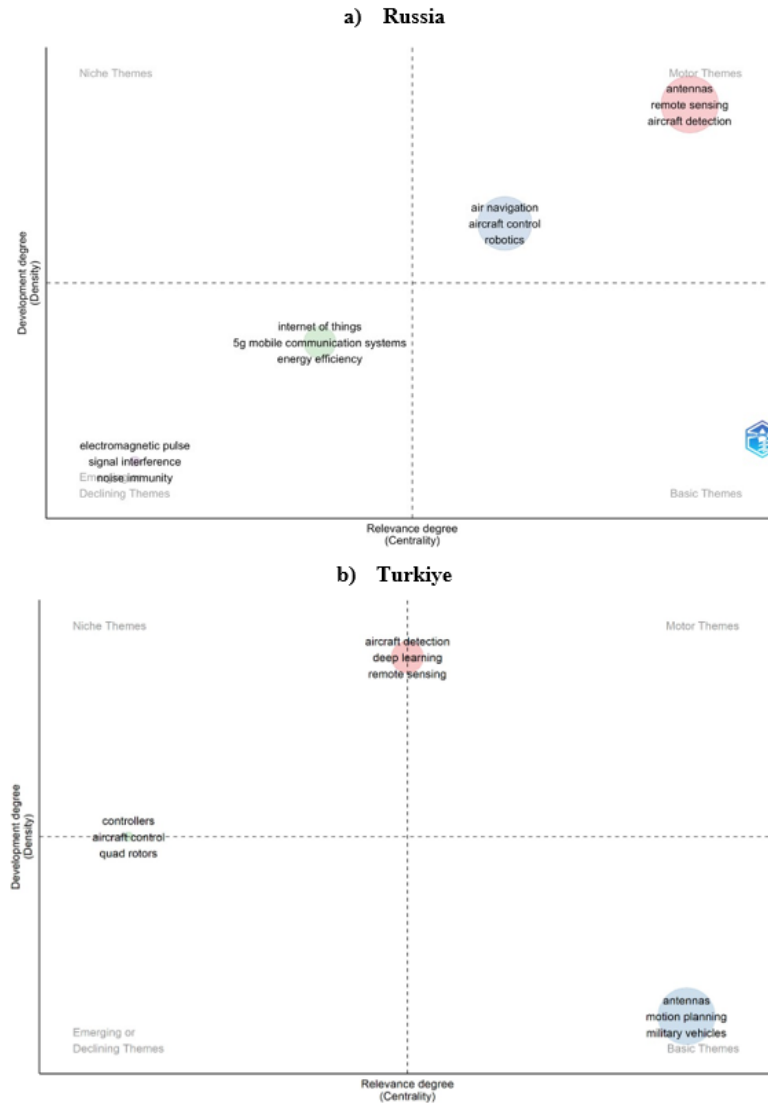 a) Russia
Niche Themes
Motor Themes
antennas
remote sensing
aircraft detection
air navigation
aircraft control
robotics
Development degree
(Density)
internet of things
5g mobile communication systems
energy efficiency
electromagnetic pulse
signal interference
noise immunity
Declining Themes
Basic Themes
Relevance degree
(Centrality)
b) Turkiye
Niche Themes
Motor Themes
aircraft detection
deep learning
remote sensing
controllers
aircraft control
quad rotors
Development degree
(Density)
antennas
motion planning
military vehicles
Emerging or
Declining Themes
Basic Themes
Relevance degree
(Centrality)